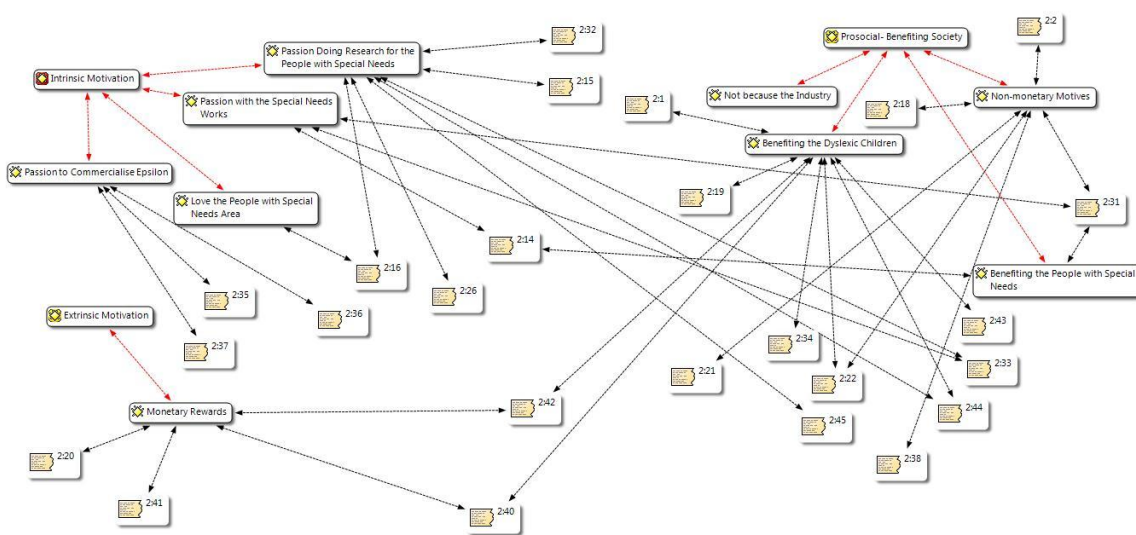 2:2
2:32
Prosocial- Benefiting Society
Passion Doing Research for the
People with Special Needs
Intrinsic Motivation
2:15
Not because the Industry
Non-monetary Motives
Passion with the Special Needs
Works
2:1
2:18
Benefiting the Dyslexic Children
Passion to Commercialise Epsilon
Love the People with Special
Needs Area
2:19
2:31
2:14
2:16
2:26
Benefiting the People with Special
Needs
2:35
2:36
Extrinsic Motivation
2:37
2:34
2:43
2:21
2:22
2:33
Monetary Rewards
2:42
2:45
2:44
2:20
2:38
2:41
2:40